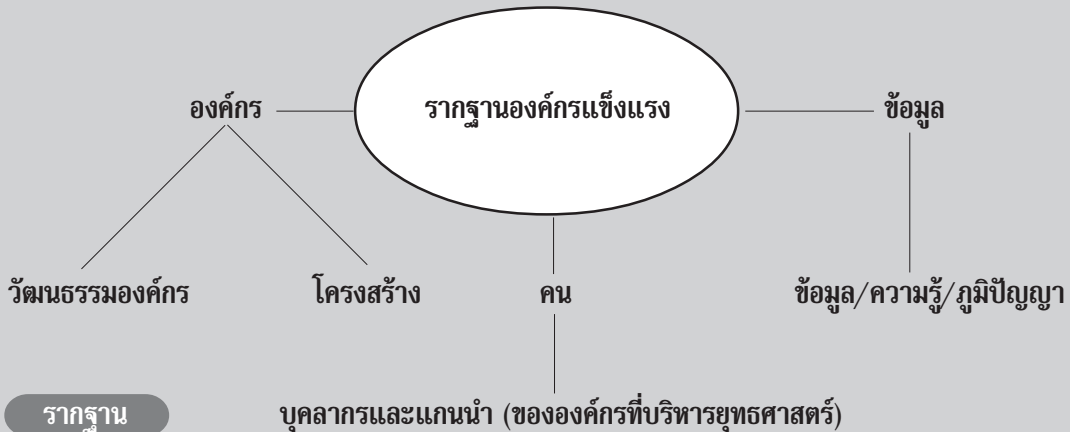 รากฐานองค์กรแข็งแรง
องค์กร
ข้อมูล
วัฒนธรรมองค์กร
โครงสร้าง
คน
ข้อมูล/ความรู้/ภูมิปัญญา
รากฐาน
บุคลากรและแกนนำ (ขององค์กรที่บริหารยุทธศาสตร์)